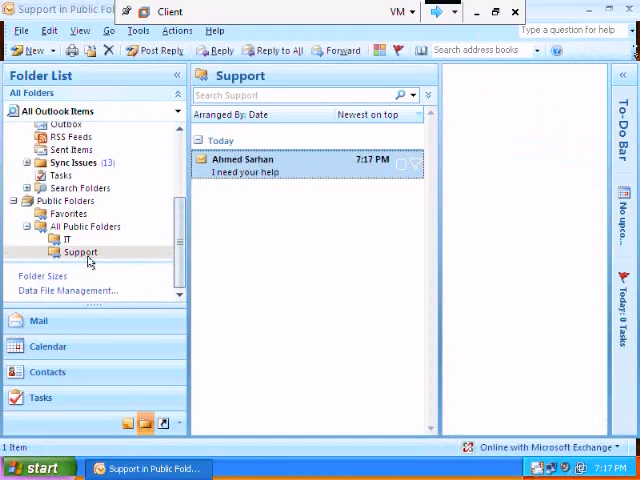 Support in Public Fol
Client
VM
File Edit View Go Tools Actions Help
Type a question for help
New Post Reply Reply Reply to All Forward Search address books
Folder List
All Folders
All Outlook Items
Outbox
RSS Feeds
Sent Items
Sync Issues (13)
Tasks
Search Folders
Public Folders
Favorites
All Public Folders
IT
Support
Folder Sizes
Data File Management...
Mail
Calendar
Contacts
Tasks
Support
Search Support
Arranged By: Date Newest on top
Today
Ahmed Sarhan 7:17 PM
I need your help
To-Do Bar
No upco...
Today: 0 Tasks
1 Item
Online with Microsoft Exchange
start
Support in Public Fold...
7:17 PM